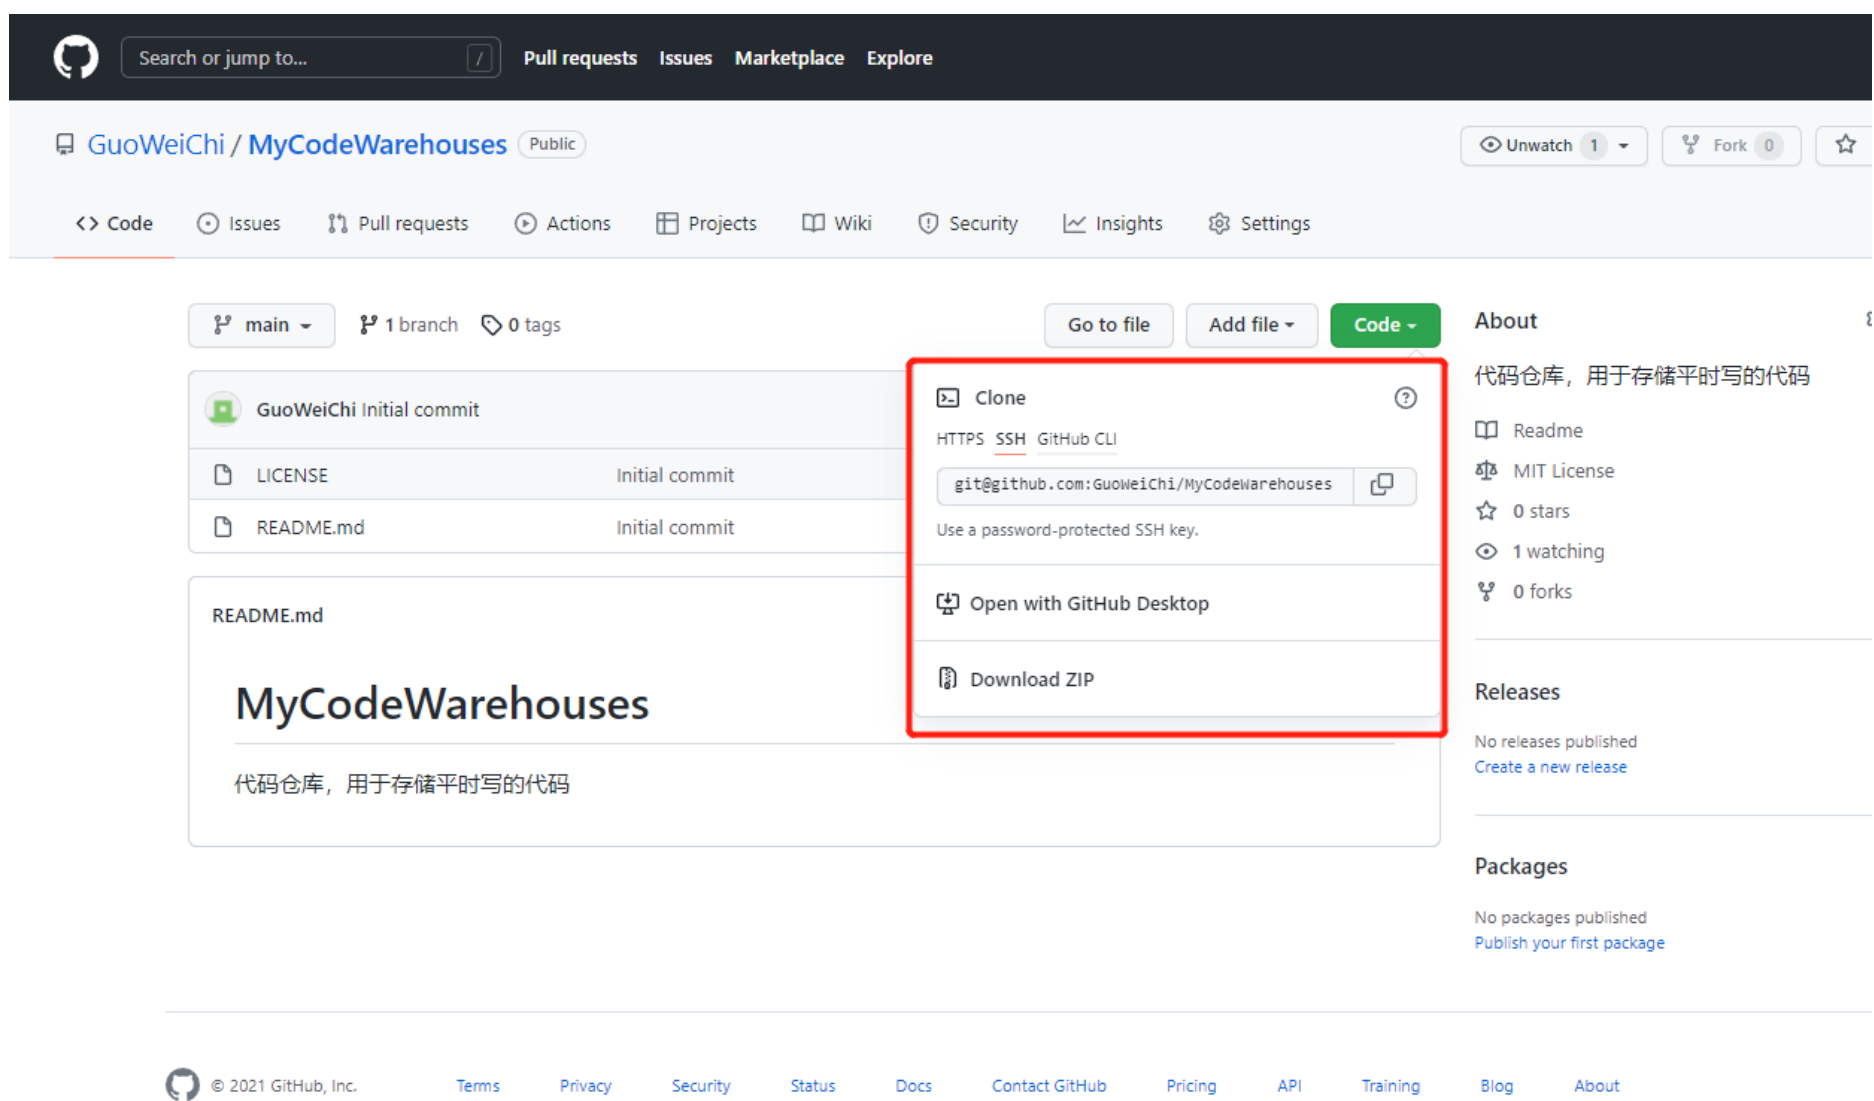 Search or jump to... / Pull requests Issues Marketplace Explore
GuoWeiChi / MyCodeWarehouses Public Unwatch 1 Fork 0
Code Issues Pull requests Actions Projects Wiki Security Insights Settings
main 1 branch 0 tags Go to file Add file Code
GuoWeiChi Initial commit
LICENSE Initial commit
README.md Initial commit
Clone
HTTPS SSH GitHub CLI
git@github.com:GuoWeiChi/MyCodeWarehouses
Use a password-protected SSH key.
Open with GitHub Desktop
Download ZIP
README.md
MyCodeWarehouses
代码仓库，用于存储平时写的代码
About
代码仓库，用于存储平时写的代码
Readme
MIT License
0 stars
1 watching
0 forks
Releases
No releases published
Create a new release
Packages
No packages published
Publish your first package
© 2021 GitHub, Inc. Terms Privacy Security Status Docs Contact GitHub Pricing API Training Blog About